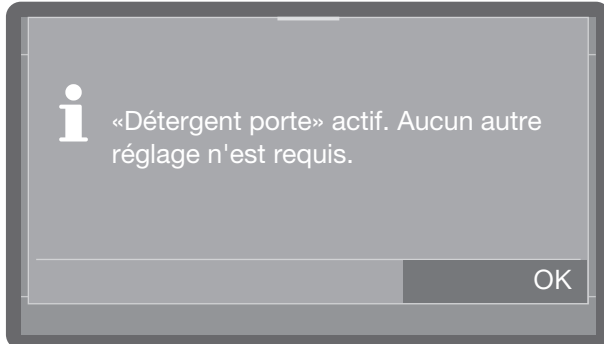 «Détergent porte» actif. Aucun autre
réglage n'est requis.
OK